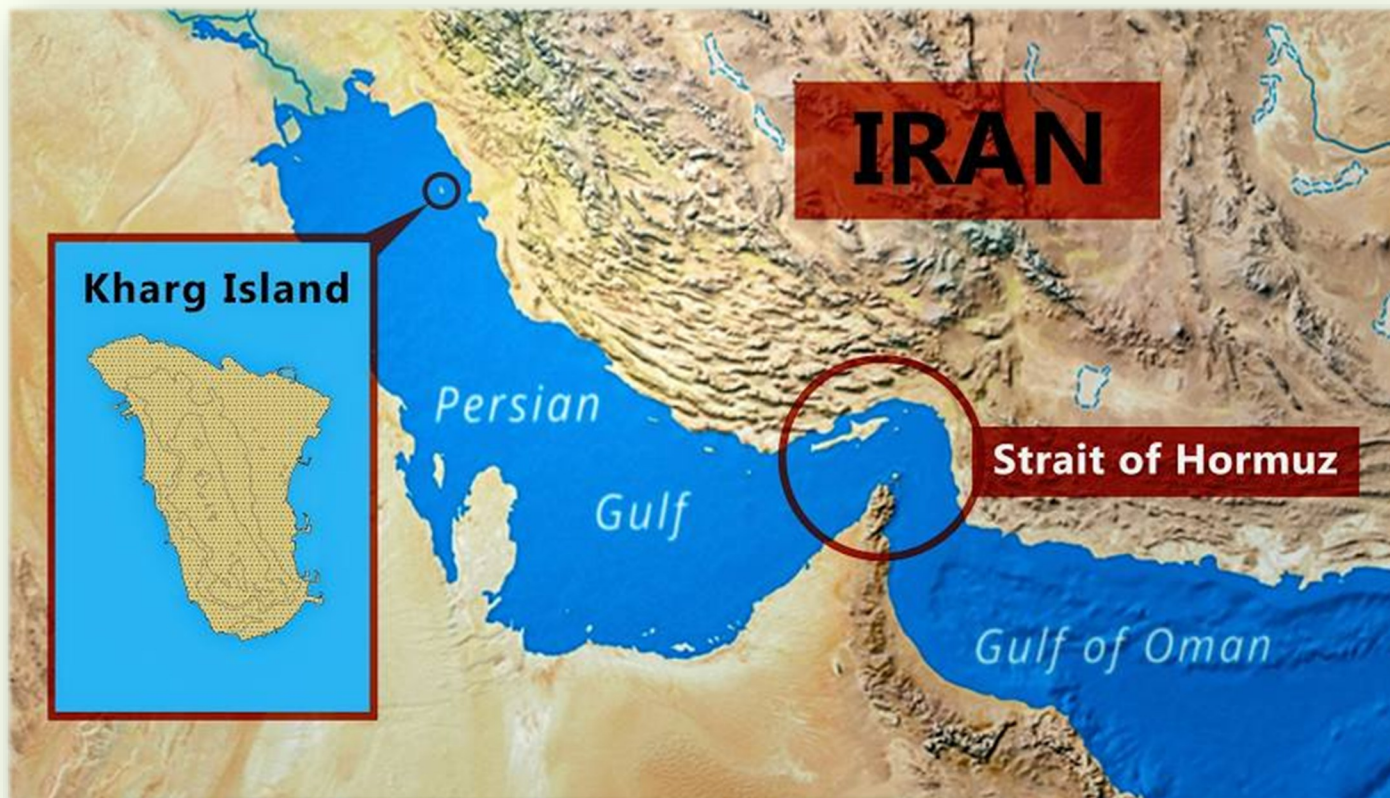 IRAN
Kharg Island
Persian
Gulf
Strait of Hormuz
Gulf of Oman